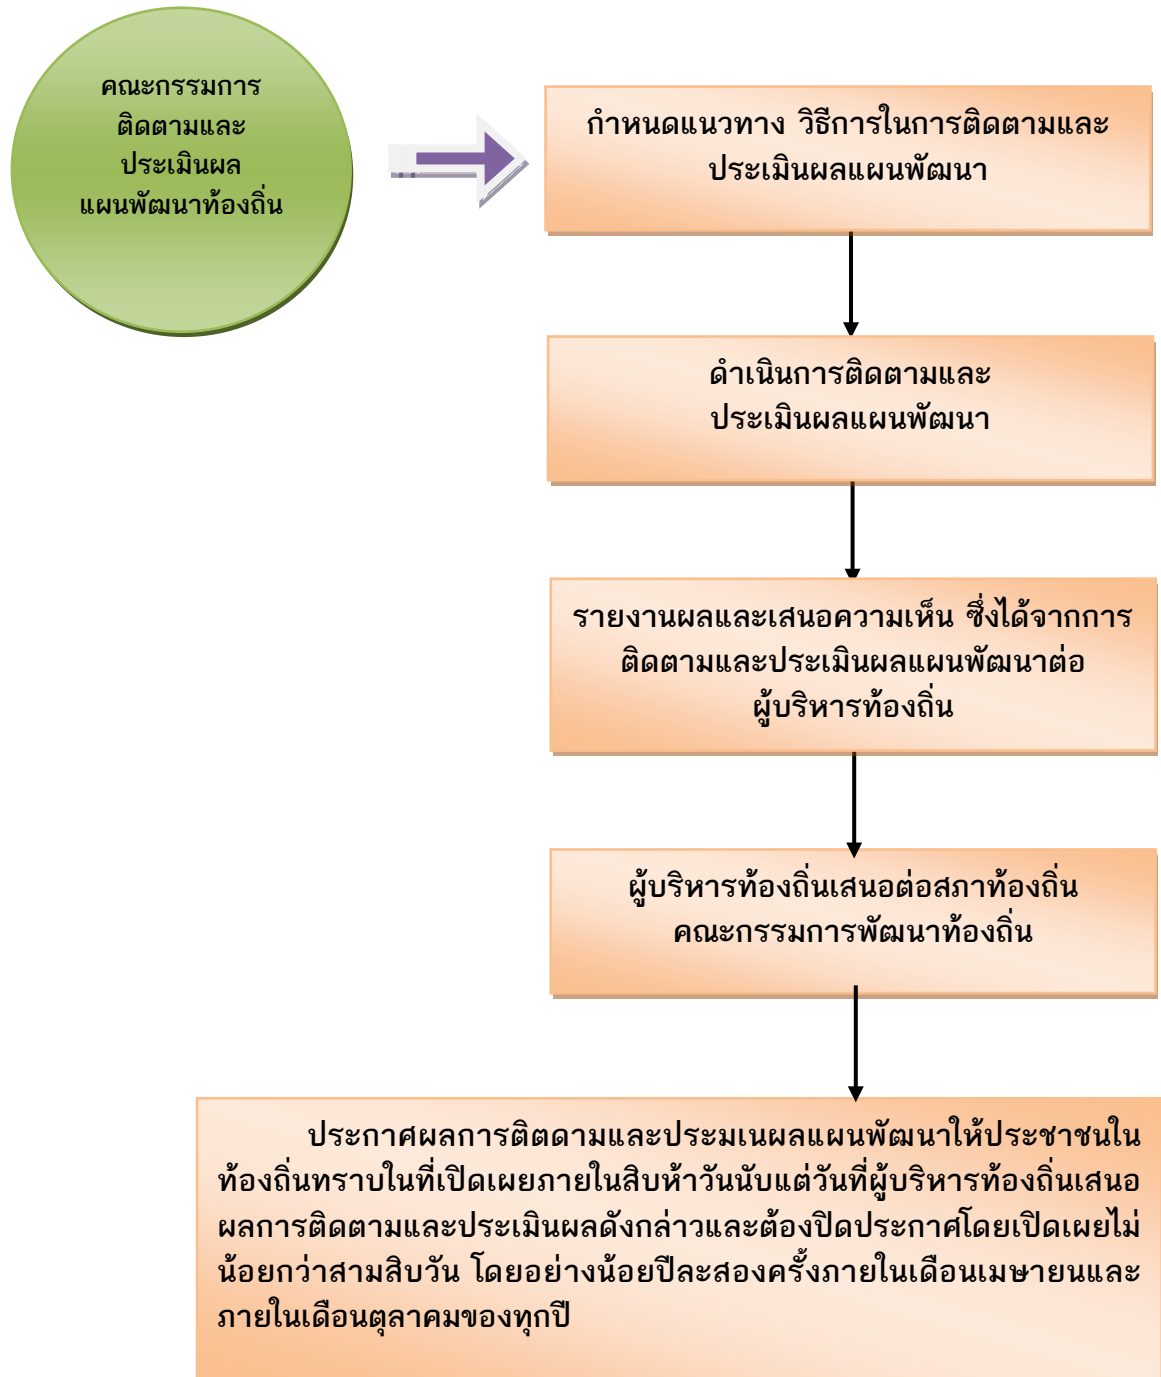 คณะกรรมการ
ติดตามและ
ประเมินผล
แผนพัฒนาท้องถิ่น
กำหนดแนวทาง วิธีการในการติดตามและ
ประเมินผลแผนพัฒนา
ดำเนินการติดตามและ
ประเมินผลแผนพัฒนา
รายงานผลและเสนอความเห็น ซึ่งได้จากการ
ติดตามและประเมินผลแผนพัฒนาต่อ
ผู้บริหารท้องถิ่น
ผู้บริหารท้องถิ่นเสนอต่อสภาท้องถิ่น
คณะกรรมการพัฒนาท้องถิ่น
ประกาศผลการติตดามและประมเนผลแผนพัฒนาให้ประชาชนใน
ท้องถิ่นทราบในที่เปิดเผยภายในสิบห้าวันนับแต่วันที่ผู้บริหารท้องถิ่นเสนอ
ผลการติดตามและประเมินผลดังกล่าวและต้องปิดประกาศโดยเปิดเผยไม่
น้อยกว่าสามสิบวัน โดยอย่างน้อยปีละสองครั้งภายในเดือนเมษายนและ
ภายในเดือนตุลาคมของทุกปี